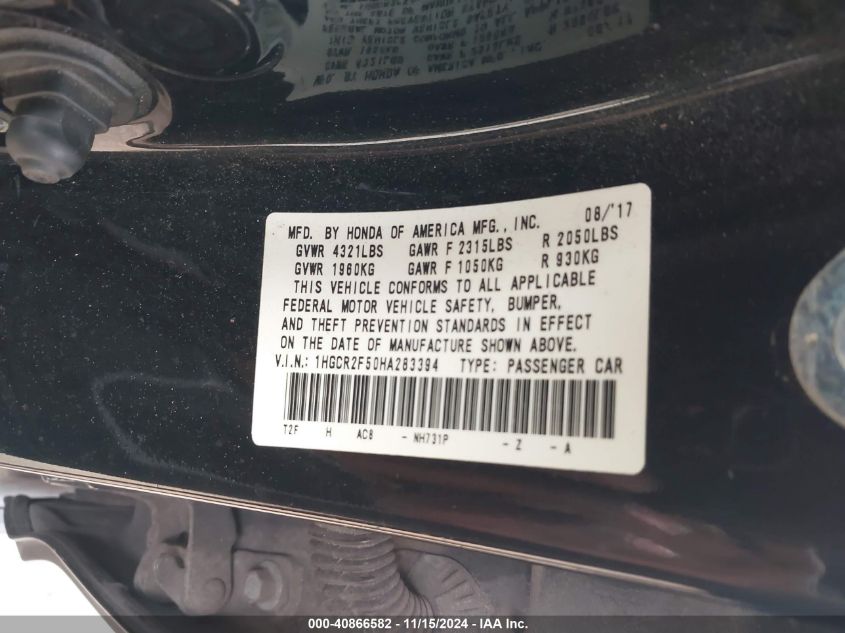 MFD. BY HONDA OF AMERICA MFG., INC. 08/'17
GVWR 4321LBS GAWR F 2315LBS R 2050LBS
GVWR 1960KG GAWR F 1050KG R 930KG
THIS VEHICLE CONFORMS TO ALL APPLICABLE
FEDERAL MOTOR VEHICLE SAFETY, BUMPER,
AND THEFT PREVENTION STANDARDS IN EFFECT
ON THE DATE OF MANUFACTURE SHOWN ABOVE.
V.I.N.: 1HGCR2F50HA283394 TYPE: PASSENGER CAR
T2F H AC8 - NH731P - Z - A
000-40866582 - 11/15/2024 - IAA Inc.